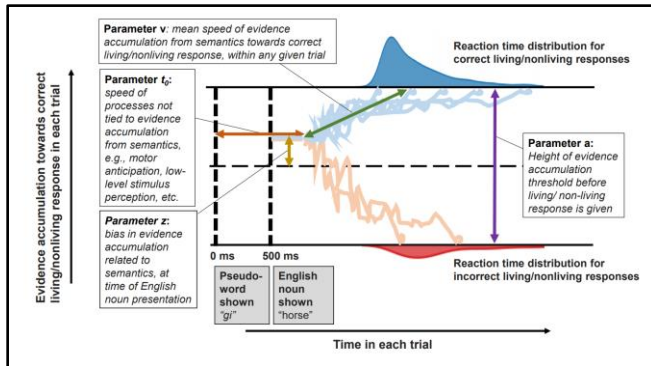 Parameter v: mean speed of evidence
accumulation from semantics towards correct
living/nonliving response, within any given trial
Reaction time distribution for
correct living/nonliving responses
Evidence accumulation towards correct
living/nonliving response in each trial
Parameter t₀:
speed of
processes not
tied to evidence
accumulation
from semantics,
e.g., motor
anticipation, low-
level stimulus
perception, etc.
Parameter a:
Height of evidence
accumulation
threshold before
living/ non-living
response is given
Parameter z:
bias in evidence
accumulation
related to
semantics, at
time of English
noun presentation
0 ms
500 ms
Reaction time distribution for
incorrect living/nonliving responses
Pseudo-
word
shown
"gi"
English
noun
shown
"horse"
Time in each trial